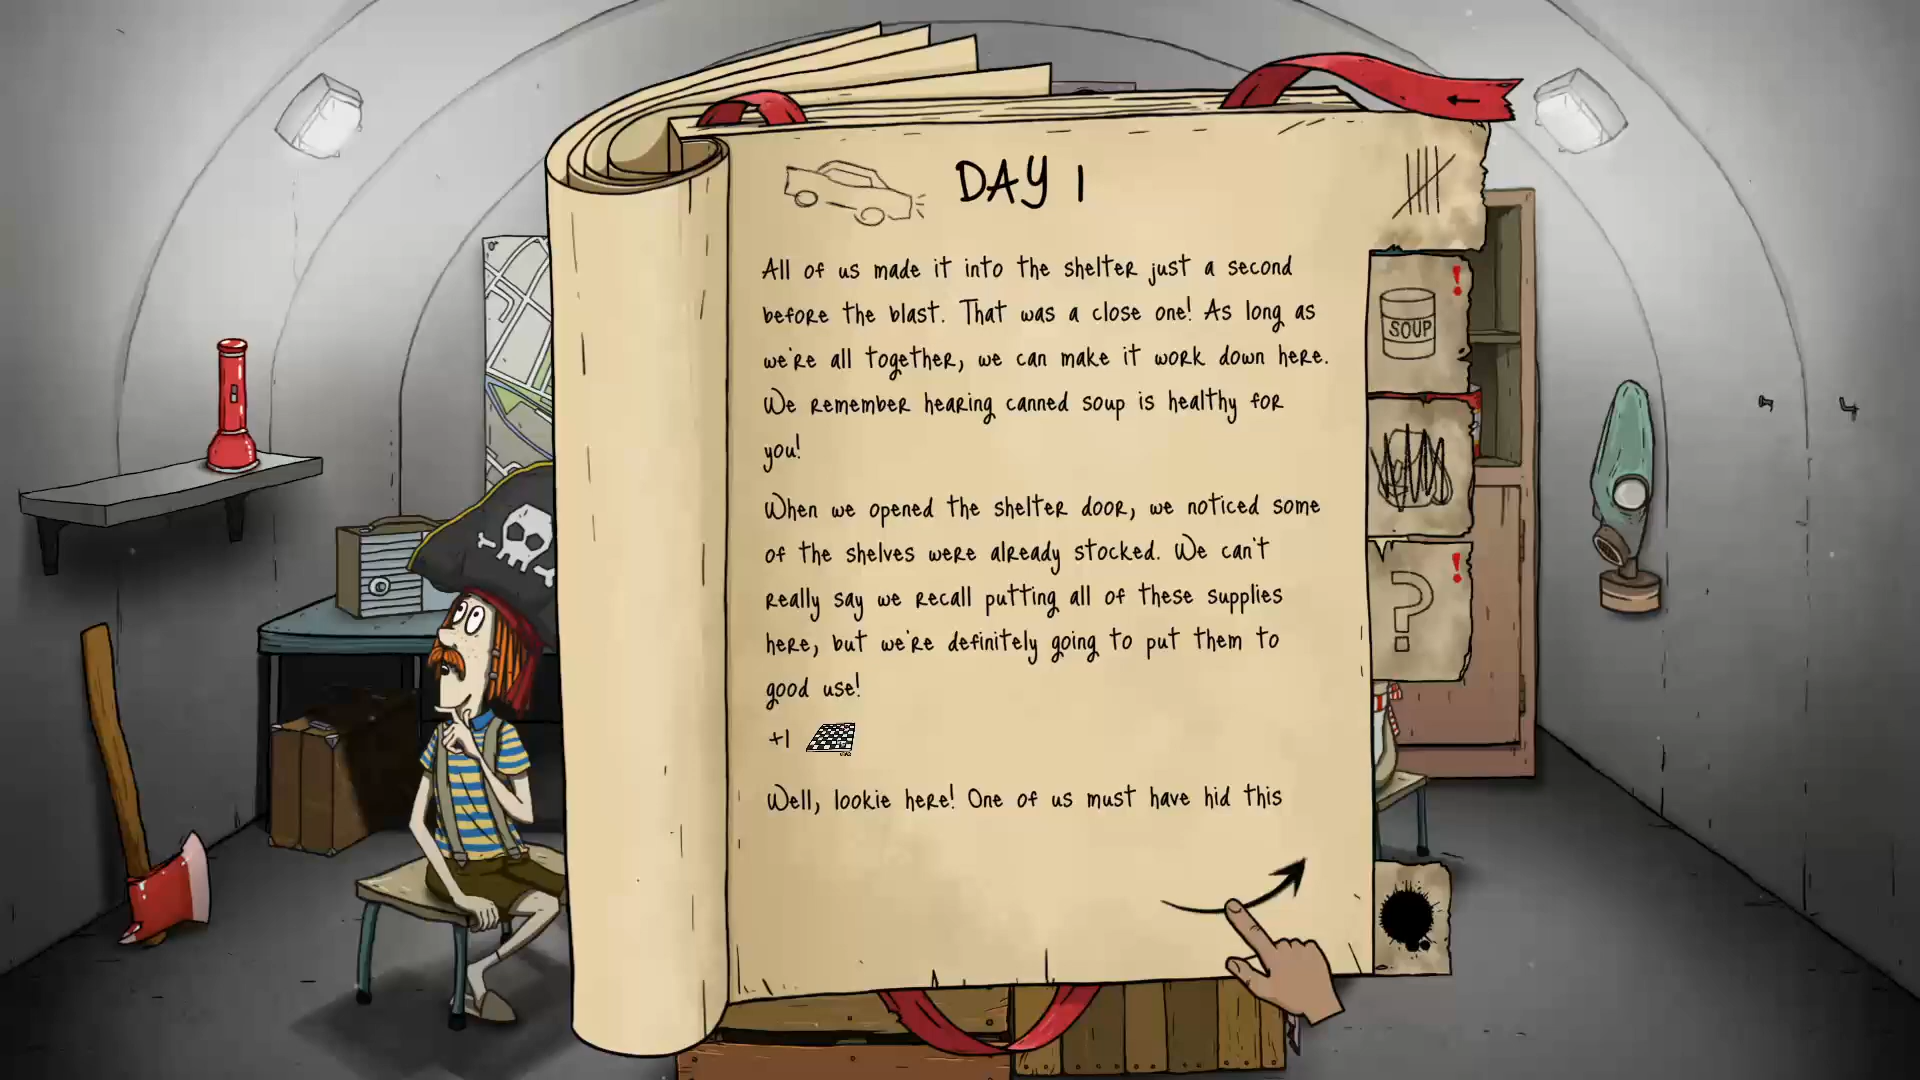 DAY 1
All of us made it into the shelter just a second
before the blast. That was a close one! As long as
we're all together, we can make it work down here.
We remember hearing canned soup is healthy for
you!
When we opened the shelter door, we noticed some
of the shelves were already stocked. We can't
really say we recall putting all of these supplies
here, but we're definitely going to put them to
good use!
+1
Well, lookie here! One of us must have hid this
!
SOUP
!
?